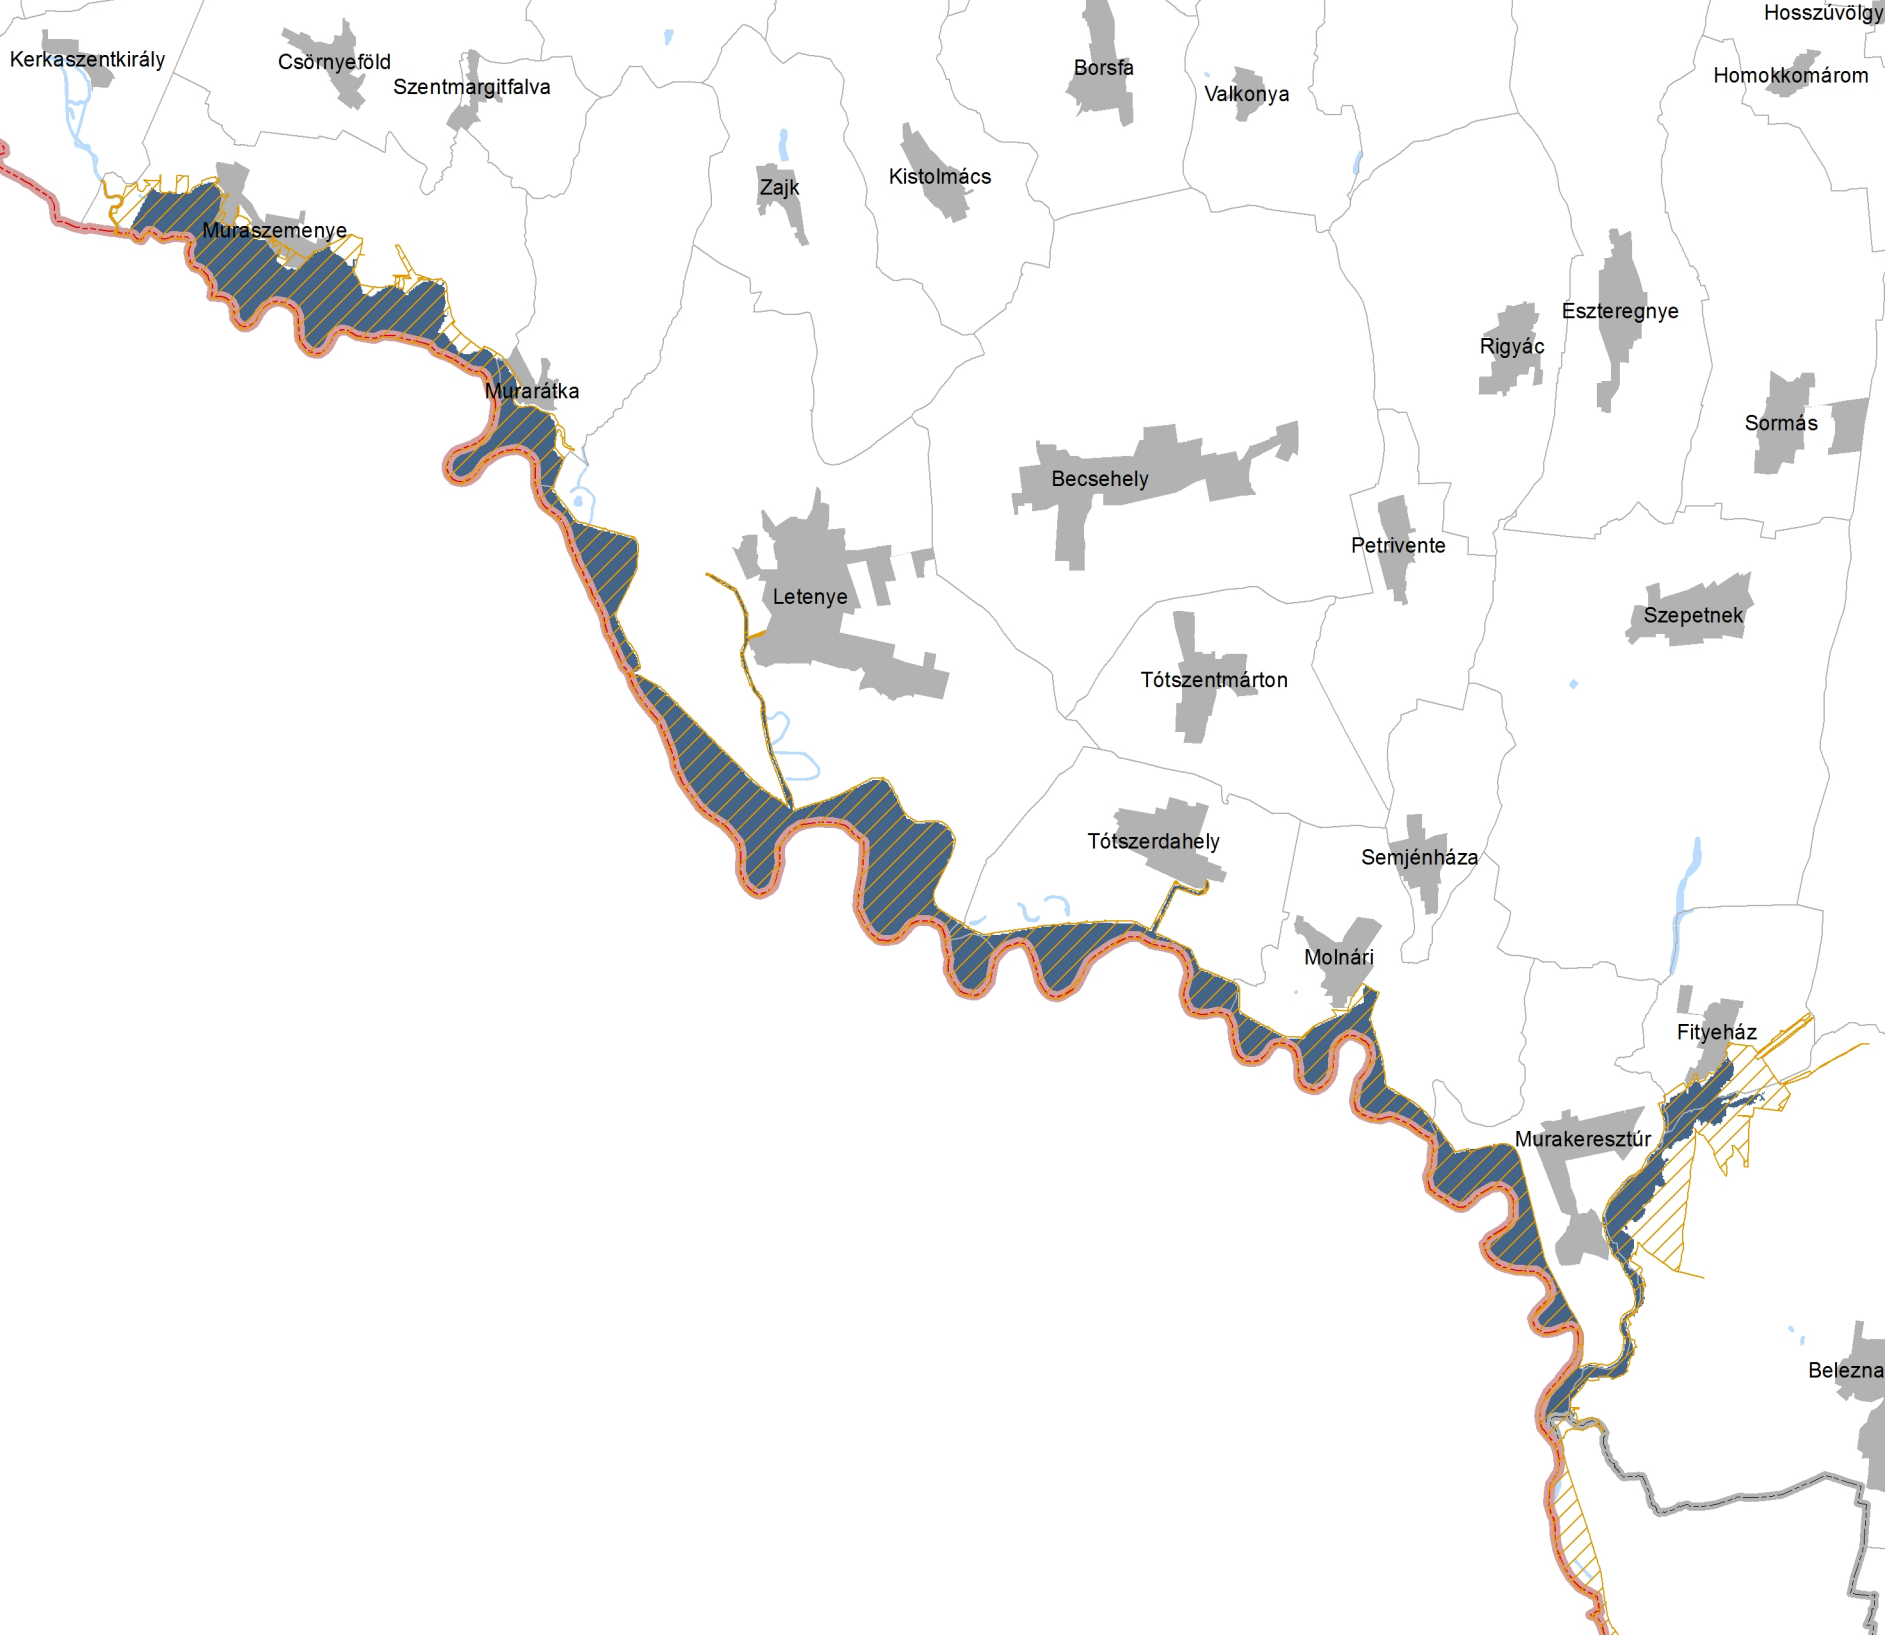 Hosszúvölgy
Kerkaszentkirály
Csörnyeföld
Szentmargitfalva
Borsfa
Valkonya
Homokkomárom
Zajk
Kistolmács
Muraszemenye
Eszteregnye
Rigyác
Murarátka
Sormás
Becsehely
Petrivente
Letenye
Szepetnek
Tótszentmárton
Tótszerdahely
Semjénháza
Molnári
Fityeház
Murakeresztúr
Belezna